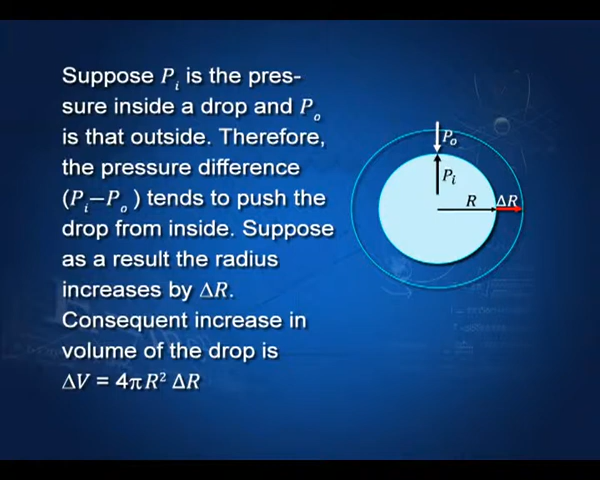 Suppose Pᵢ is the pres-
sure inside a drop and Pₒ
is that outside. Therefore,
the pressure difference
(Pᵢ–Pₒ) tends to push the
drop from inside. Suppose
as a result the radius
increases by ΔR.
Consequent increase in
volume of the drop is
ΔV = 4πR² ΔR
Pₒ
Pᵢ
R ΔR